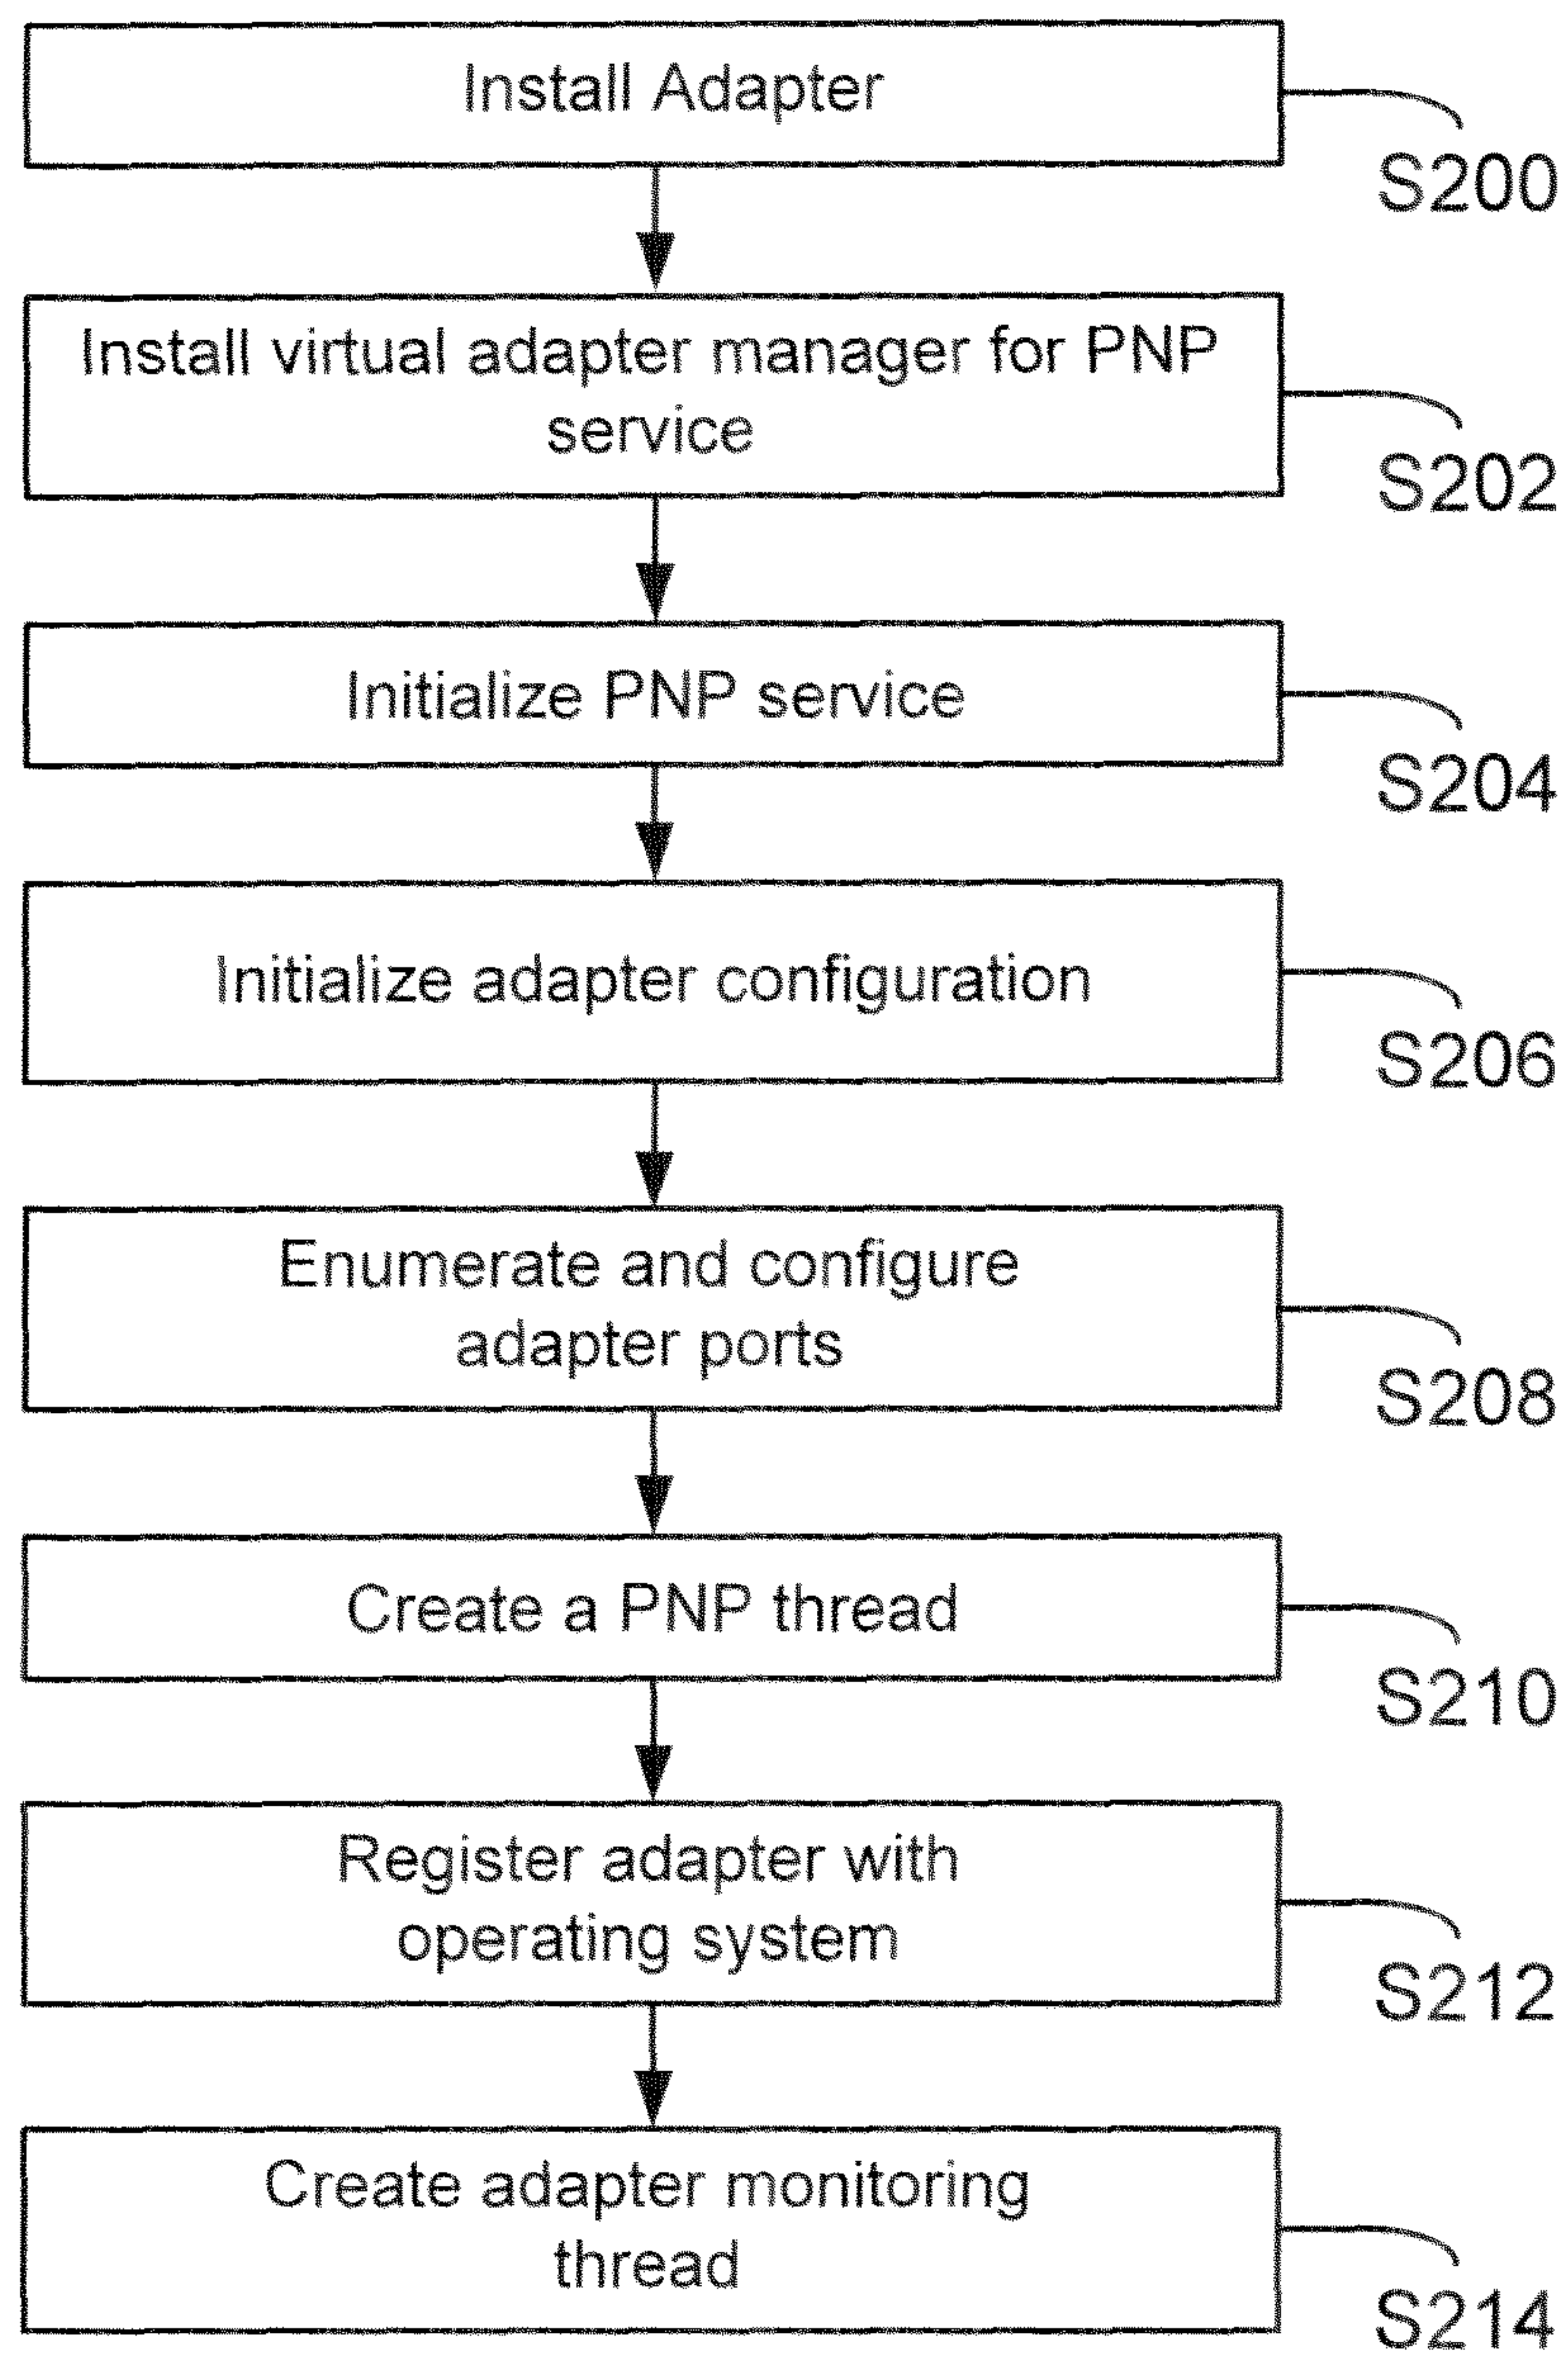 Install Adapter
S200
Install virtual adapter manager for PNP
service
S202
Initialize PNP service
S204
Initialize adapter configuration
S206
Enumerate and configure
adapter ports
S208
Create a PNP thread
S210
Register adapter with
operating system
S212
Create adapter monitoring
thread
S214